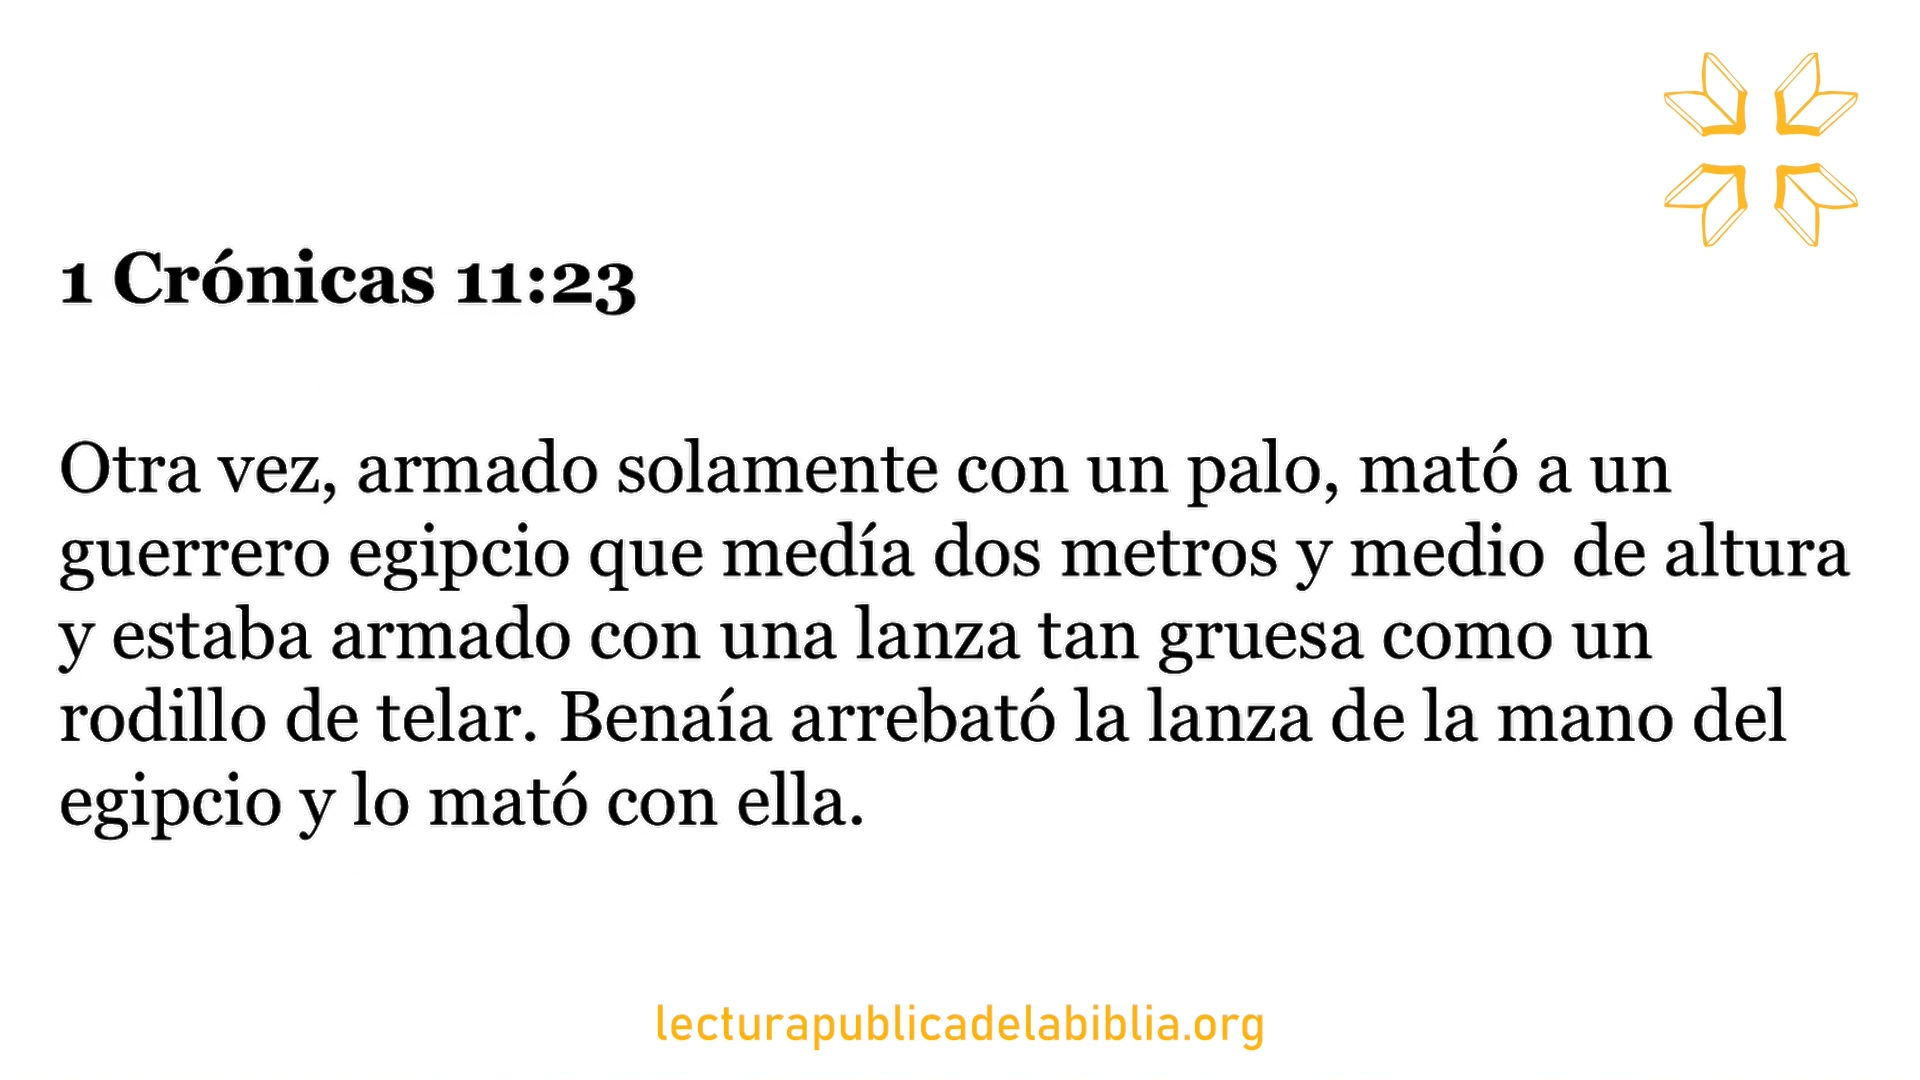 1 Crónicas 11:23
Otra vez, armado solamente con un palo, mató a un
guerrero egipcio que medía dos metros y medio de altura
y estaba armado con una lanza tan gruesa como un
rodillo de telar. Benaía arrebató la lanza de la mano del
egipcio y lo mató con ella.
lecturapublicadelabiblia.org